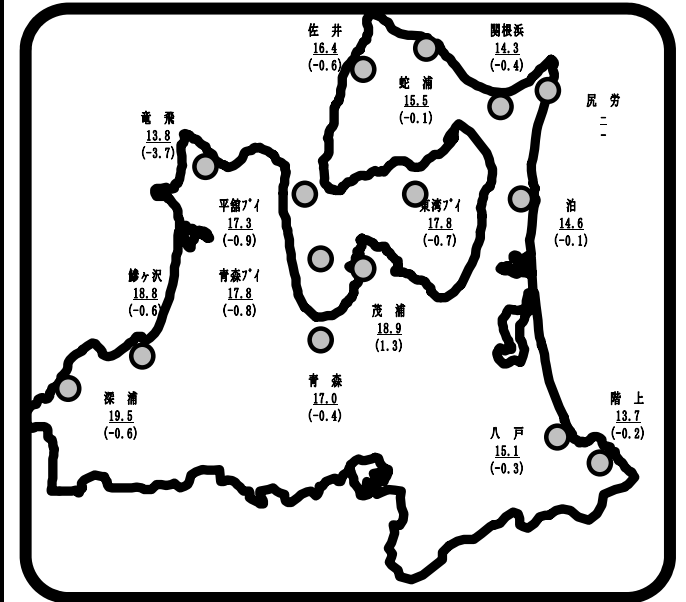 佐 井
16.4
(-0.6)
関根浜
14.3
(-0.4)
蛇 浦
15.5
(-0.1)
尻 労
--
-
竜 飛
13.8
(-3.7)
平舘ﾌﾞｲ
17.3
(-0.9)
東湾ﾌﾞｲ
17.8
(-0.7)
泊
14.6
(-0.1)
鰺ヶ沢
18.8
(-0.6)
青森ﾌﾞｲ
17.8
(-0.8)
茂 浦
18.9
(1.3)
深 浦
19.5
(-0.6)
青 森
17.0
(-0.4)
八 戸
15.1
(-0.3)
階 上
13.7
(-0.2)